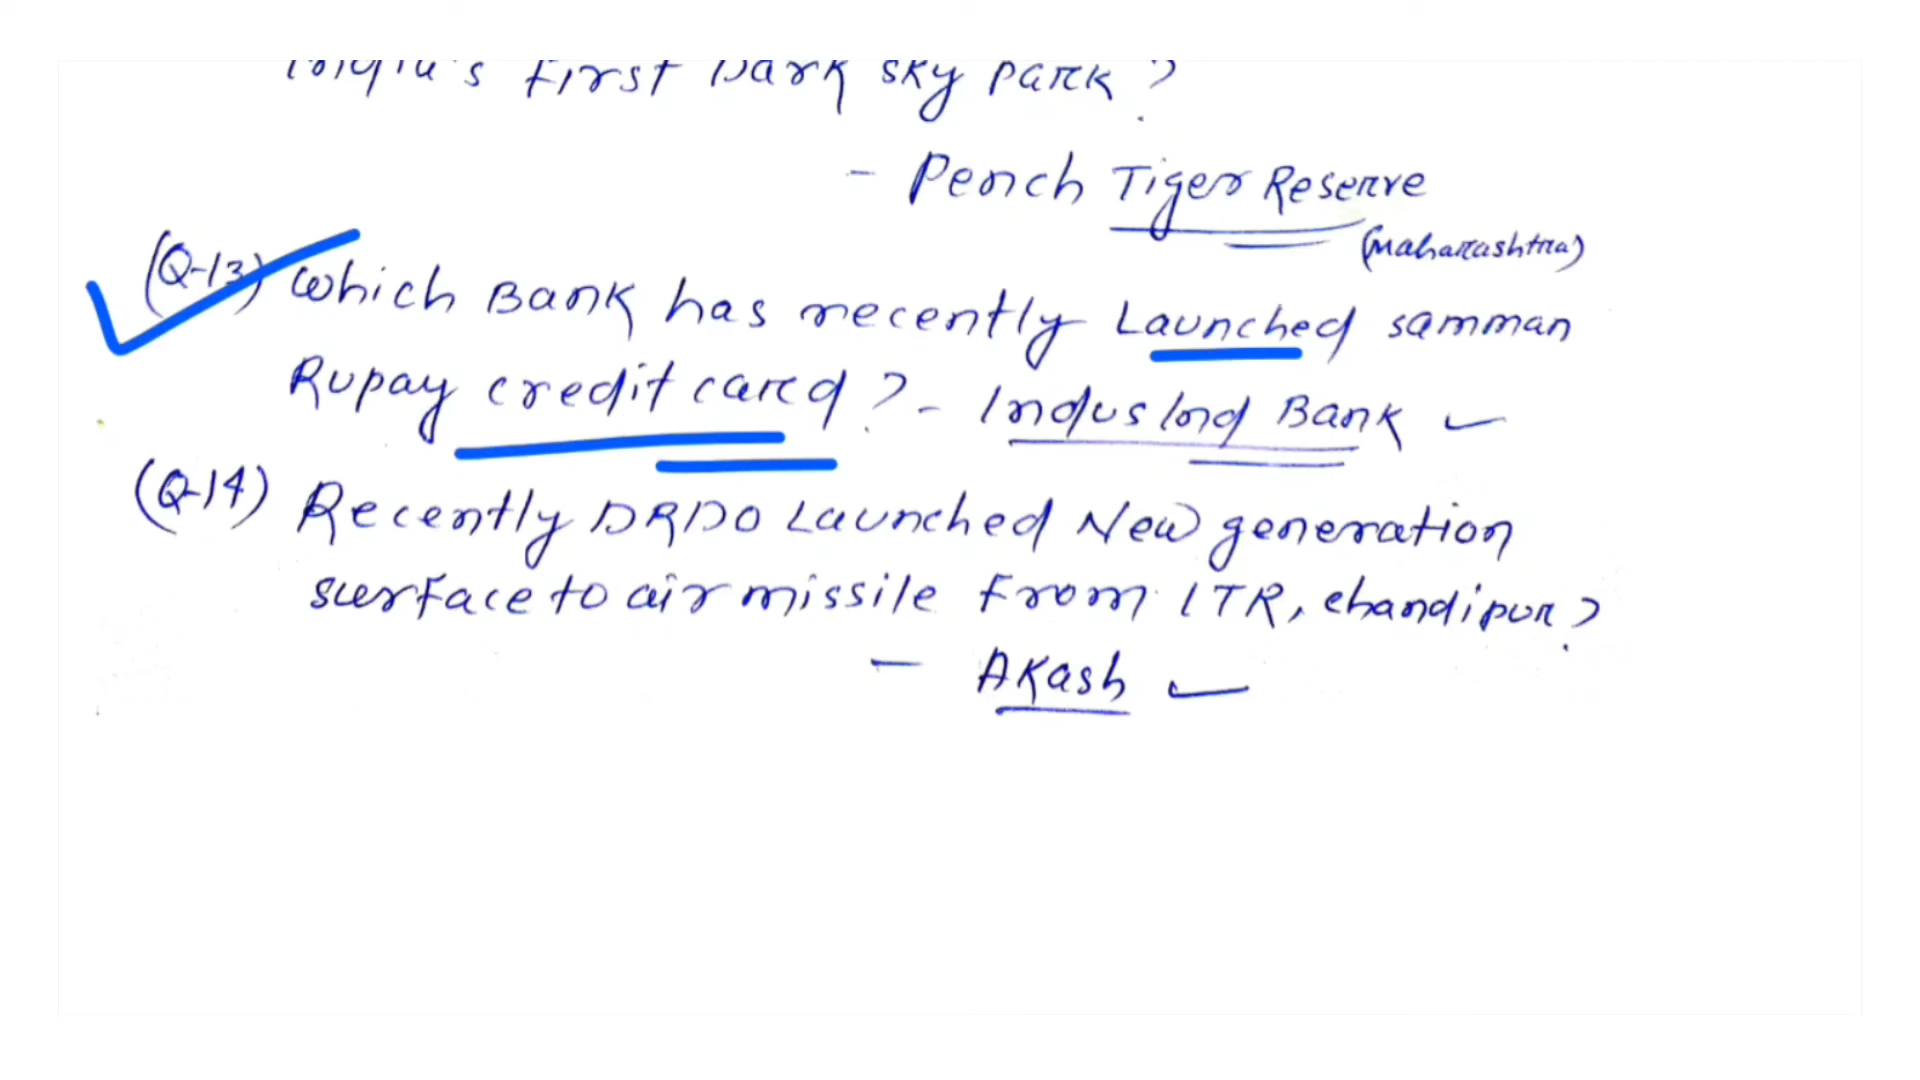 India's First Dark sky park?
- Pench Tiger Reserve
(Maharashtra)
(Q-13) Which Bank has recently Launched samman
Rupay credit card? - IndusInd Bank
(Q-14) Recently DRDO Launched New generation
surface to air missile From ITR, chandipur?
- AKash